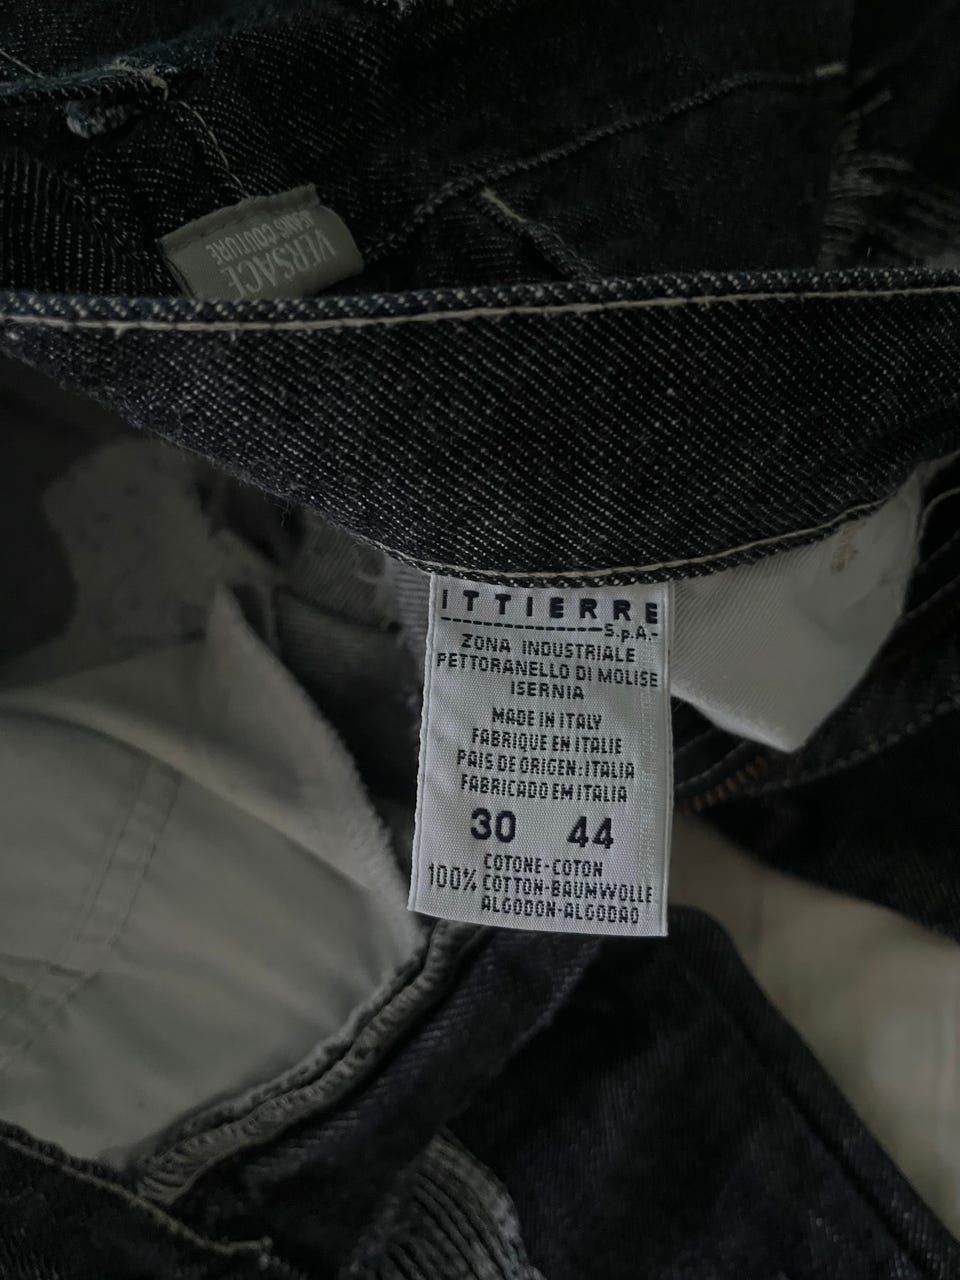 VERSACE
JEANS COUTURE
ITTIERRE
S.p.A.-
ZONA INDUSTRIALE
PETTORANELLO DI MOLISE
ISERNIA
MADE IN ITALY
FABRIQUE EN ITALIE
PAIS DE ORIGEN:ITALIA
FABRICADO EM ITALIA
30 44
COTONE-COTON
100% COTTON-BAUMWOLLE
ALGODON-ALGODAO